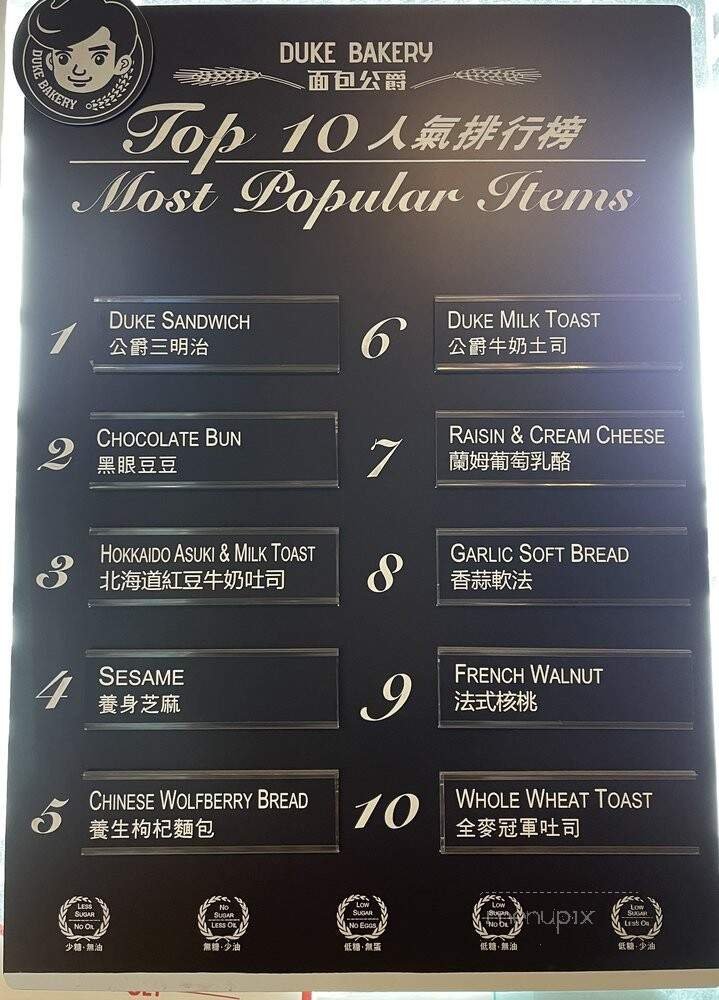 DUKE BAKERY
DUKE BAKERY
面包公爵
Top 10 人氣排行榜
Most Popular Items
1
DUKE SANDWICH
公爵三明治
2
CHOCOLATE BUN
黑眼豆豆
3
HOKKAIDO ASUKI & MILK TOAST
北海道紅豆牛奶吐司
4
SESAME
養身芝麻
5
CHINESE WOLFBERRY BREAD
養生枸杞麵包
6
DUKE MILK TOAST
公爵牛奶土司
7
RAISIN & CREAM CHEESE
蘭姆葡萄乳酪
8
GARLIC SOFT BREAD
香蒜軟法
9
FRENCH WALNUT
法式核桃
10
WHOLE WHEAT TOAST
全麥冠軍吐司
LESS SUGAR
NO OIL
少糖·無油
NO SUGAR
LESS OIL
無糖·少油
LOW SUGAR
NO EGGS
低糖·無蛋
LOW SUGAR
NO OIL
低糖·無油
LOW SUGAR
LESS OIL
低糖·少油
menupix